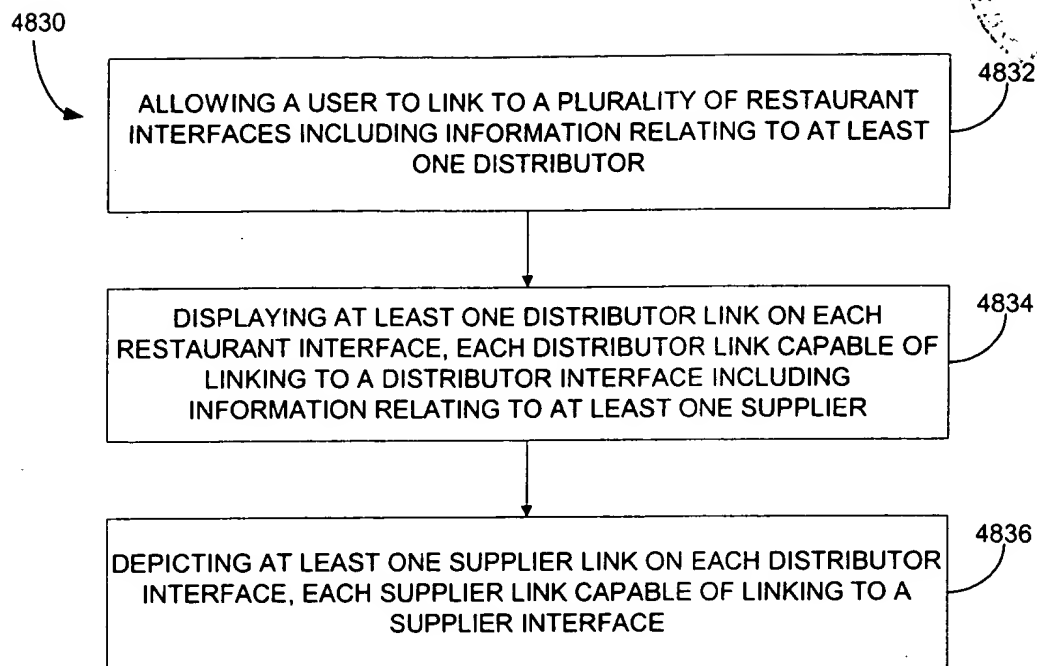 4830
4832
ALLOWING A USER TO LINK TO A PLURALITY OF RESTAURANT
INTERFACES INCLUDING INFORMATION RELATING TO AT LEAST
ONE DISTRIBUTOR
4834
DISPLAYING AT LEAST ONE DISTRIBUTOR LINK ON EACH
RESTAURANT INTERFACE, EACH DISTRIBUTOR LINK CAPABLE OF
LINKING TO A DISTRIBUTOR INTERFACE INCLUDING
INFORMATION RELATING TO AT LEAST ONE SUPPLIER
4836
DEPICTING AT LEAST ONE SUPPLIER LINK ON EACH DISTRIBUTOR
INTERFACE, EACH SUPPLIER LINK CAPABLE OF LINKING TO A
SUPPLIER INTERFACE